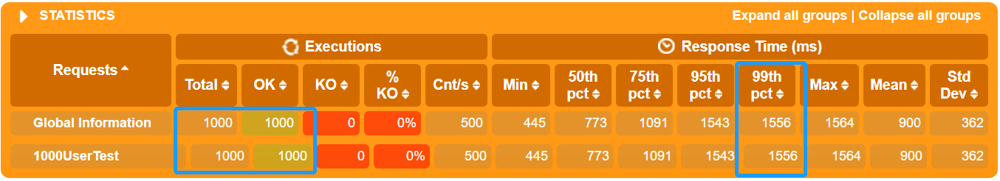 STATISTICS Expand all groups | Collapse all groups
Requests Executions Response Time (ms)
Total OK KO % KO Cnt/s Min 50th pct 75th pct 95th pct 99th pct Max Mean Std Dev
Global Information 1000 1000 0 0% 500 445 773 1091 1543 1556 1564 900 362
1000UserTest 1000 1000 0 0% 500 445 773 1091 1543 1556 1564 900 362